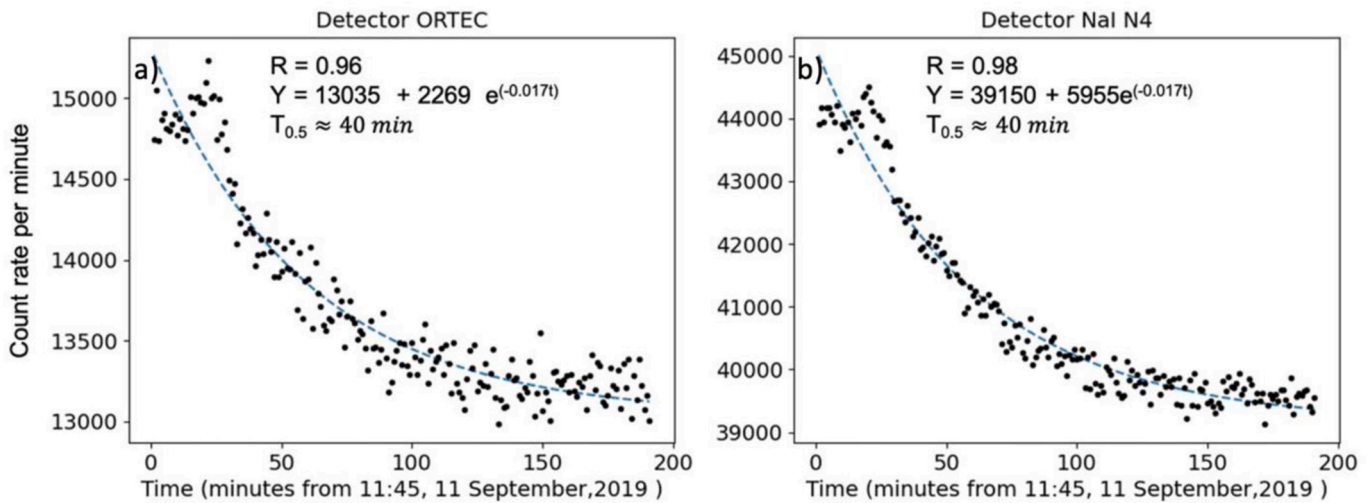 Detector ORTEC
a)
R = 0.96
Y = 13035 + 2269 e(-0.017t)
T0.5 ≈ 40 min
15000
14500
14000
13500
13000
Count rate per minute
0 50 100 150 200
Time (minutes from 11:45, 11 September,2019 )
Detector NaI N4
b)
R = 0.98
Y = 39150 + 5955e(-0.017t)
T0.5 ≈ 40 min
45000
44000
43000
42000
41000
40000
39000
0 50 100 150 200
Time (minutes from 11:45, 11 September,2019 )